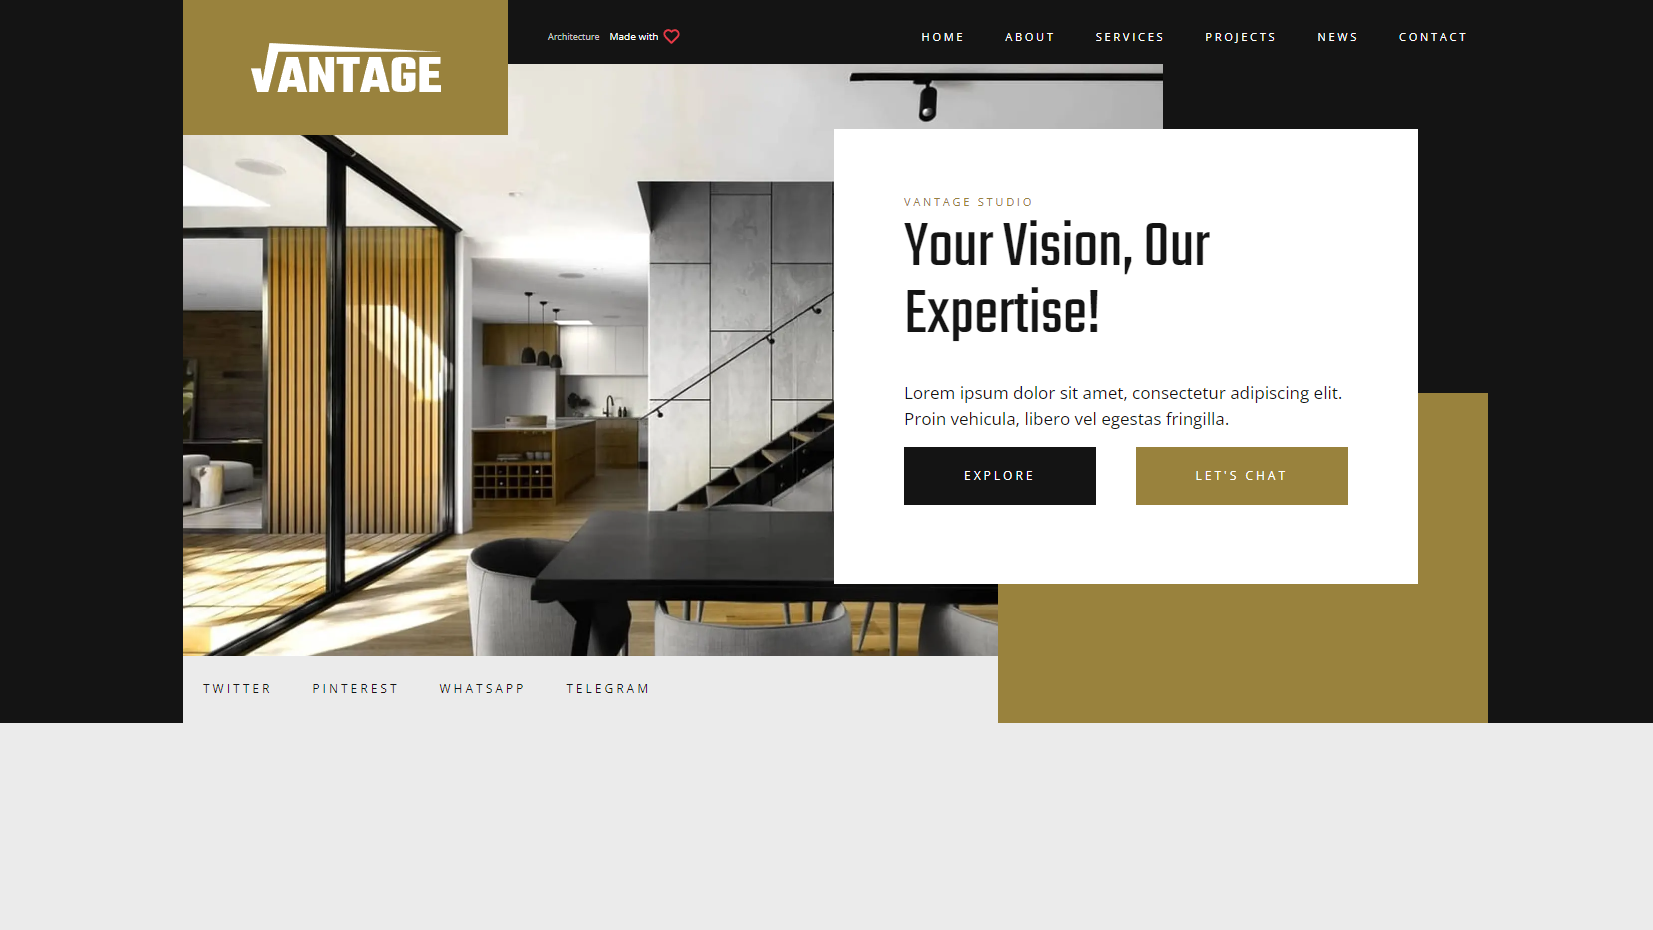 VANTAGE
Architecture Made with
HOME ABOUT SERVICES PROJECTS NEWS CONTACT
VANTAGE STUDIO
Your Vision, Our
Expertise!
Lorem ipsum dolor sit amet, consectetur adipiscing elit.
Proin vehicula, libero vel egestas fringilla.
EXPLORE LET'S CHAT
TWITTER PINTEREST WHATSAPP TELEGRAM